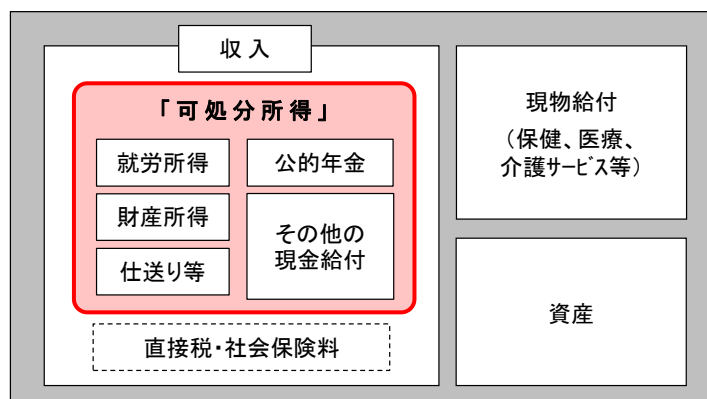 収入
「可処分所得」
就労所得
公的年金
財産所得
その他の
現金給付
仕送り等
直接税・社会保険料
現物給付
（保健、医療、
介護サービス等）
資産